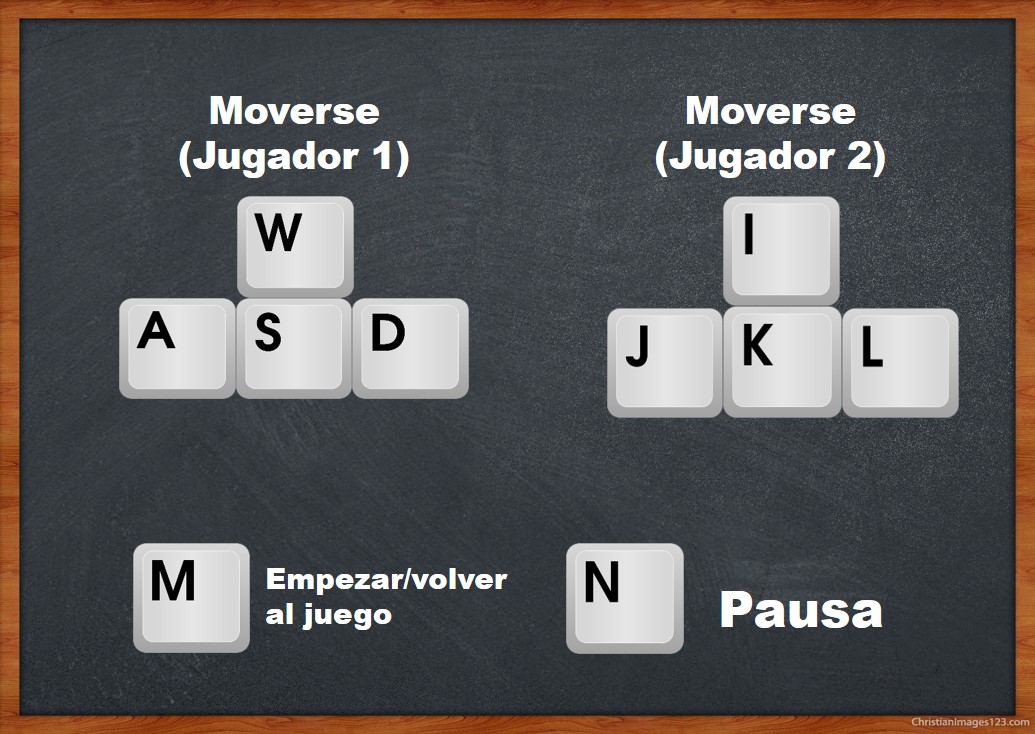 Moverse
(Jugador 1)
W
A S D
Moverse
(Jugador 2)
I
J K L
M
Empezar/volver
al juego
N
Pausa
ChristianImages123.com